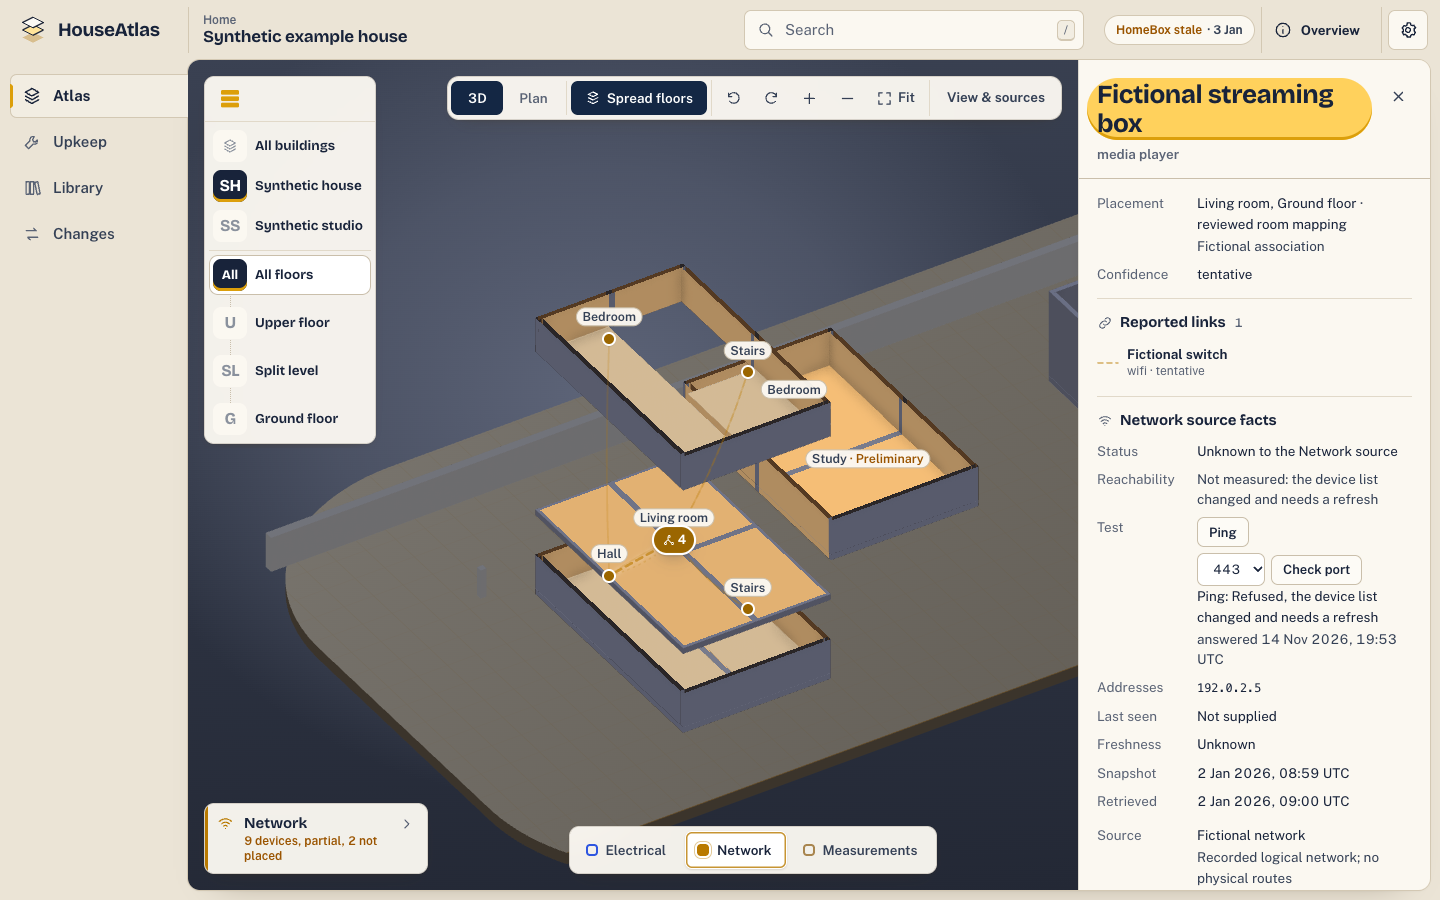 HouseAtlas
Home
Synthetic example house
Search
/
HomeBox stale · 3 Jan
Overview
Atlas
Upkeep
Library
Changes
All buildings
SH Synthetic house
SS Synthetic studio
All All floors
U Upper floor
SL Split level
G Ground floor
3D
Plan
Spread floors
Fit
View & sources
Bedroom
Stairs
Bedroom
Study · Preliminary
Living room
4
Hall
Stairs
Network
9 devices, partial, 2 not
placed
Electrical
Network
Measurements
Fictional streaming
box
media player
Placement
Living room, Ground floor ·
reviewed room mapping
Fictional association
Confidence
tentative
Reported links 1
Fictional switch
wifi · tentative
Network source facts
Status
Unknown to the Network source
Reachability
Not measured: the device list
changed and needs a refresh
Test
Ping
443
Check port
Ping: Refused, the device list
changed and needs a refresh
answered 14 Nov 2026, 19:53
UTC
Addresses
192.0.2.5
Last seen
Not supplied
Freshness
Unknown
Snapshot
2 Jan 2026, 08:59 UTC
Retrieved
2 Jan 2026, 09:00 UTC
Source
Fictional network
Recorded logical network; no
physical routes